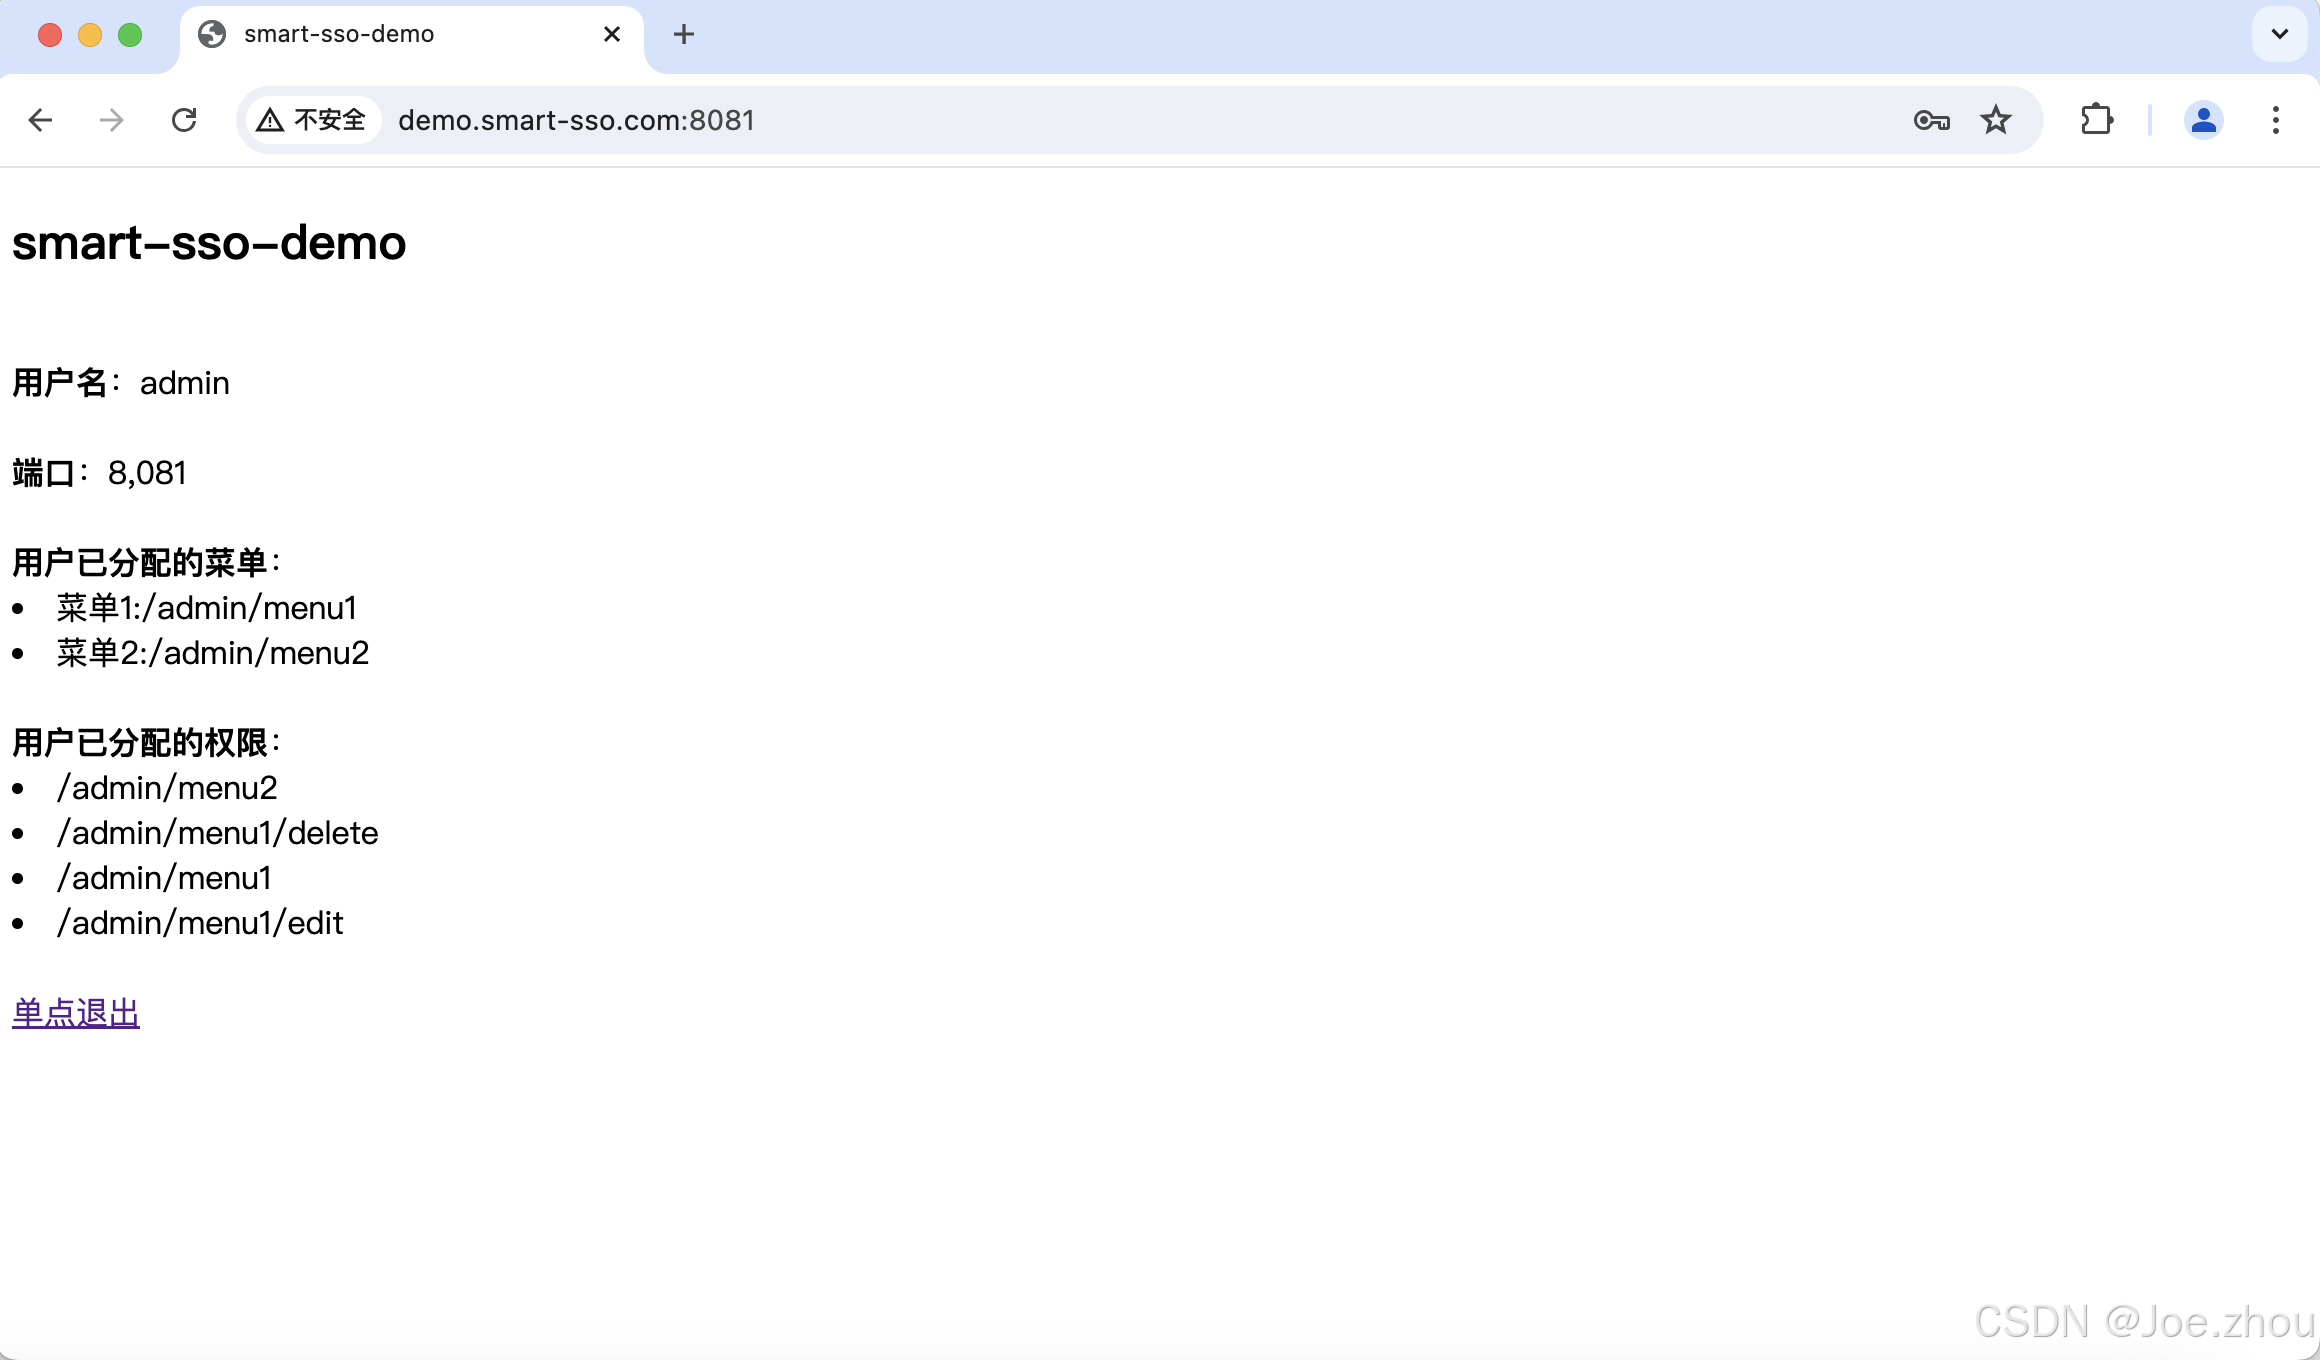 smart-sso-demo
不安全 demo.smart-sso.com:8081
smart-sso-demo
用户名：admin
端口：8,081
用户已分配的菜单：
• 菜单1:/admin/menu1
• 菜单2:/admin/menu2
用户已分配的权限：
• /admin/menu2
• /admin/menu1/delete
• /admin/menu1
• /admin/menu1/edit
单点退出
CSDN @Joe.zhou